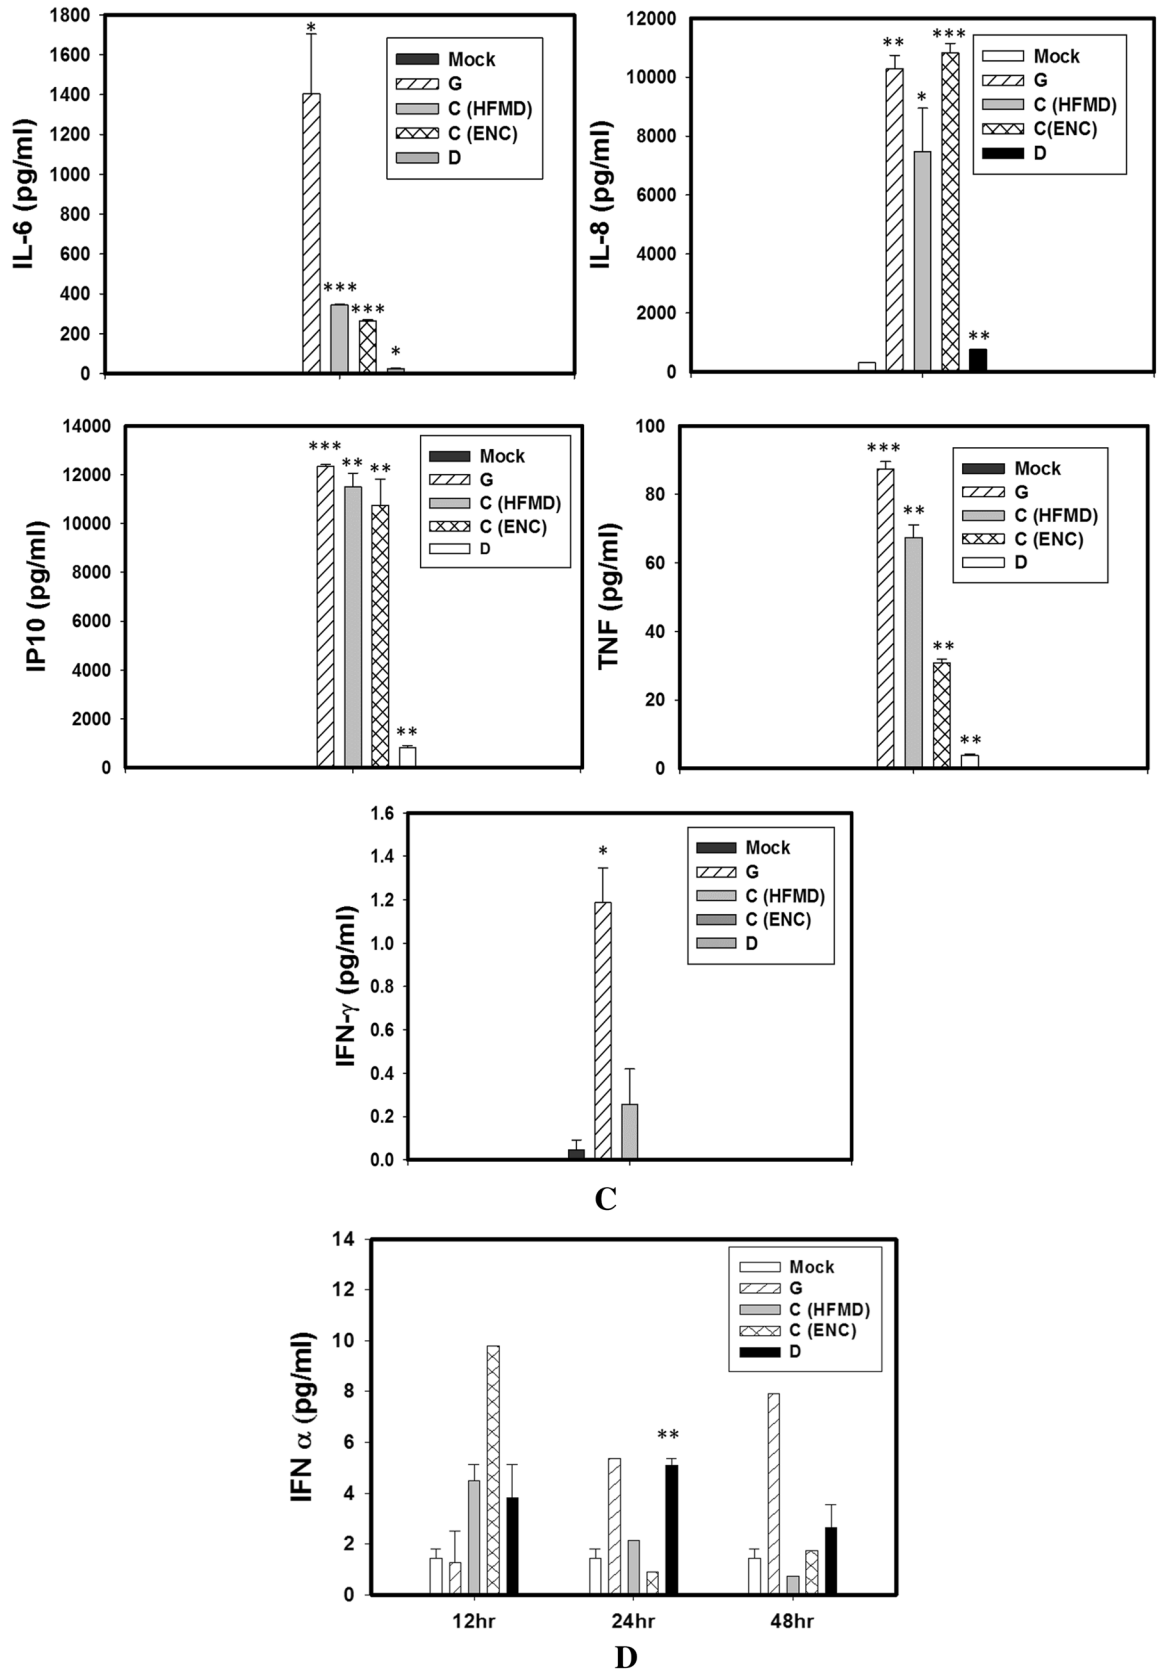 IL-6 (pg/ml)
1800
1600
1400
1200
1000
800
600
400
200
0
*
***
***
*
Mock
G
C (HFMD)
C (ENC)
D
IL-8 (pg/ml)
12000
10000
8000
6000
4000
2000
0
**
*
***
**
Mock
G
C (HFMD)
C(ENC)
D
IP10 (pg/ml)
14000
12000
10000
8000
6000
4000
2000
0
***
**
**
**
Mock
G
C (HFMD)
C (ENC)
D
TNF (pg/ml)
100
80
60
40
20
0
***
**
**
**
Mock
G
C (HFMD)
C (ENC)
D
IFN-γ (pg/ml)
1.6
1.4
1.2
1.0
0.8
0.6
0.4
0.2
0.0
*
Mock
G
C (HFMD)
C (ENC)
D
C
IFN α (pg/ml)
14
12
10
8
6
4
2
0
**
Mock
G
C (HFMD)
C (ENC)
D
12hr 24hr 48hr
D